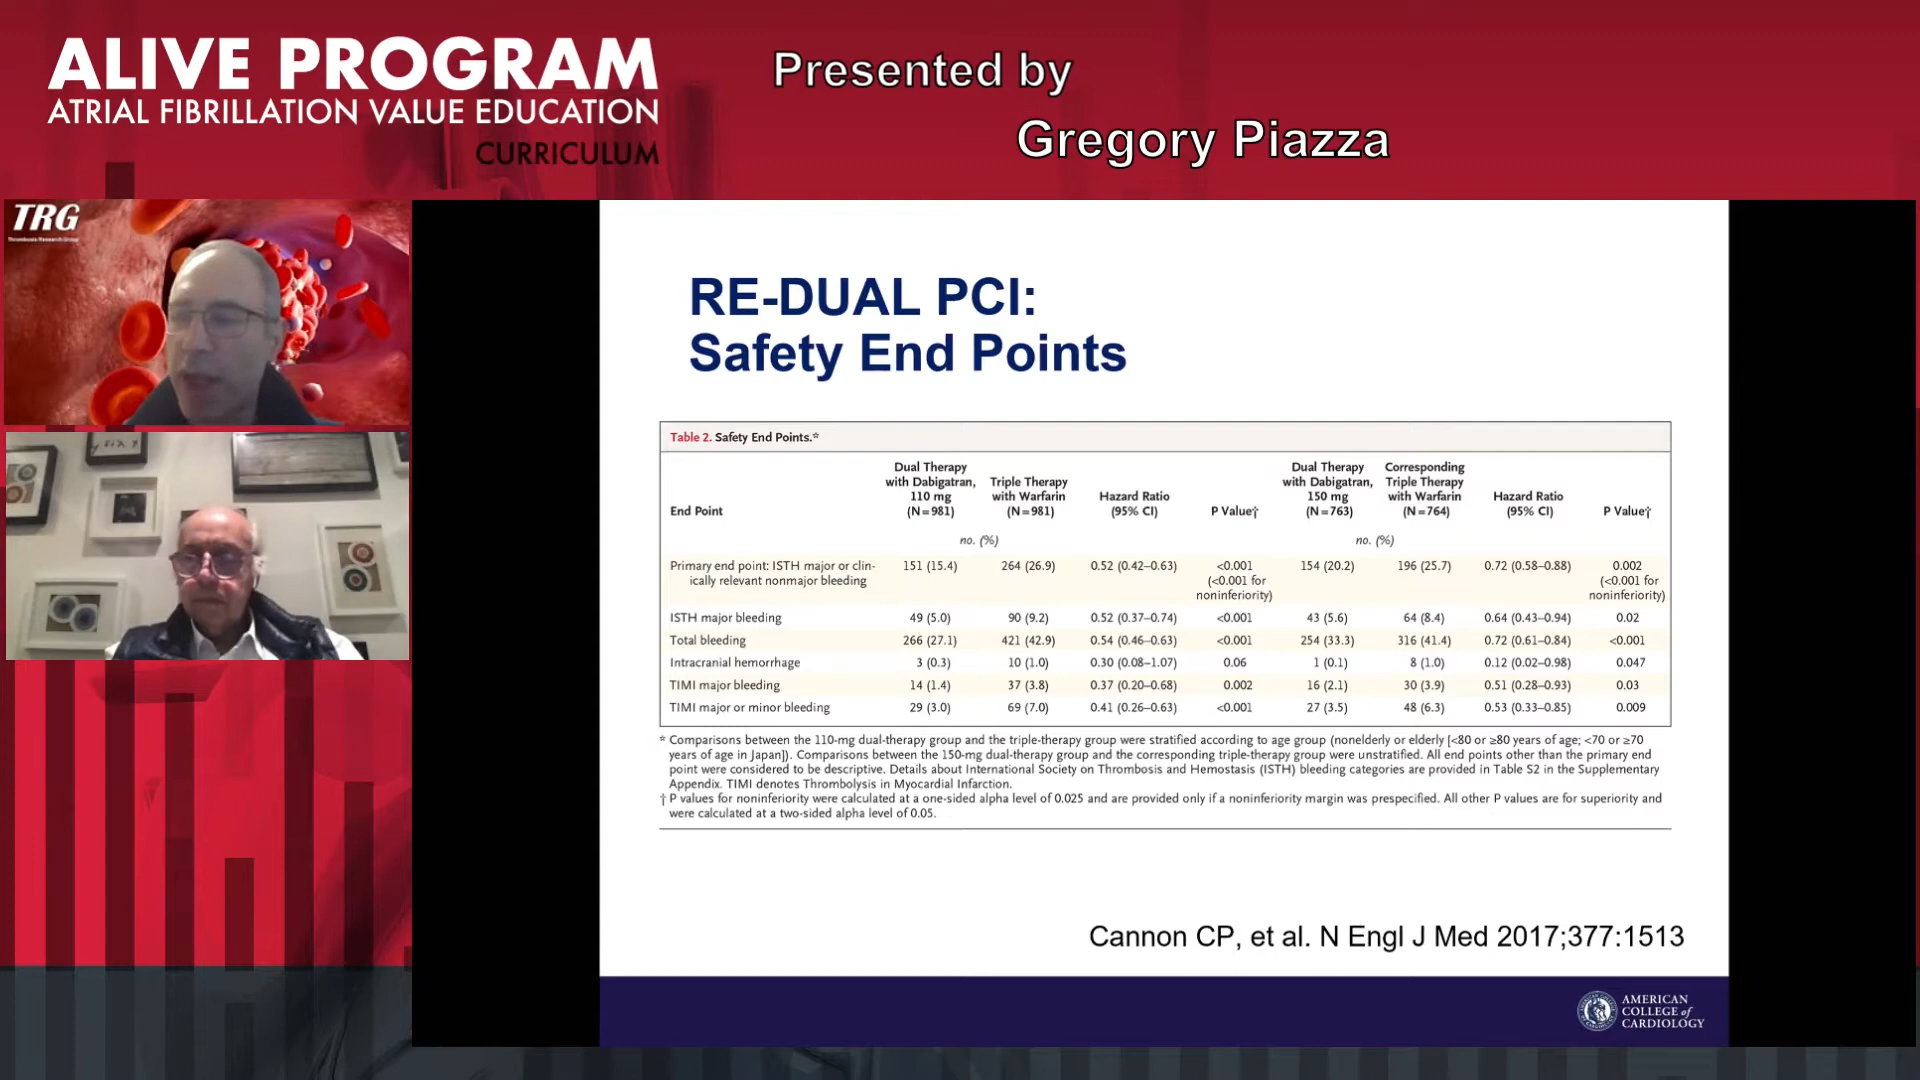 ALIVE PROGRAM
ATRIAL FIBRILLATION VALUE EDUCATION
CURRICULUM
Presented by
Gregory Piazza
TRG
Thrombosis Research Group
RE-DUAL PCI:
Safety End Points
Table 2. Safety End Points.*
End Point
Dual Therapy with Dabigatran, 110 mg (N=981)
Triple Therapy with Warfarin (N=981)
Hazard Ratio (95% CI)
P Value†
Dual Therapy with Dabigatran, 150 mg (N=763)
Corresponding Triple Therapy with Warfarin (N=764)
Hazard Ratio (95% CI)
P Value†
no. (%) no. (%)
Primary end point: ISTH major or clin- 151 (15.4) 264 (26.9) 0.52 (0.42–0.63) <0.001 154 (20.2) 196 (25.7) 0.72 (0.58–0.88) 0.002
ically relevant nonmajor bleeding (<0.001 for (<0.001 for
noninferiority) noninferiority)
ISTH major bleeding 49 (5.0) 90 (9.2) 0.52 (0.37–0.74) <0.001 43 (5.6) 64 (8.4) 0.64 (0.43–0.94) 0.02
Total bleeding 266 (27.1) 421 (42.9) 0.54 (0.46–0.63) <0.001 254 (33.3) 316 (41.4) 0.72 (0.61–0.84) <0.001
Intracranial hemorrhage 3 (0.3) 10 (1.0) 0.30 (0.08–1.07) 0.06 1 (0.1) 8 (1.0) 0.12 (0.02–0.98) 0.047
TIMI major bleeding 14 (1.4) 37 (3.8) 0.37 (0.20–0.68) 0.002 16 (2.1) 30 (3.9) 0.51 (0.28–0.93) 0.03
TIMI major or minor bleeding 29 (3.0) 69 (7.0) 0.41 (0.26–0.63) <0.001 27 (3.5) 48 (6.3) 0.53 (0.33–0.85) 0.009
* Comparisons between the 110-mg dual-therapy group and the triple-therapy group were stratified according to age group (nonelderly or elderly [<80 or ≥80 years of age; <70 or ≥70
years of age in Japan]). Comparisons between the 150-mg dual-therapy group and the corresponding triple-therapy group were unstratified. All end points other than the primary end
point were considered to be descriptive. Details about International Society on Thrombosis and Hemostasis (ISTH) bleeding categories are provided in Table S2 in the Supplementary
Appendix. TIMI denotes Thrombolysis in Myocardial Infarction.
† P values for noninferiority were calculated at a one-sided alpha level of 0.025 and are provided only if a noninferiority margin was prespecified. All other P values are for superiority and
were calculated at a two-sided alpha level of 0.05.
Cannon CP, et al. N Engl J Med 2017;377:1513
AMERICAN
COLLEGE of
CARDIOLOGY